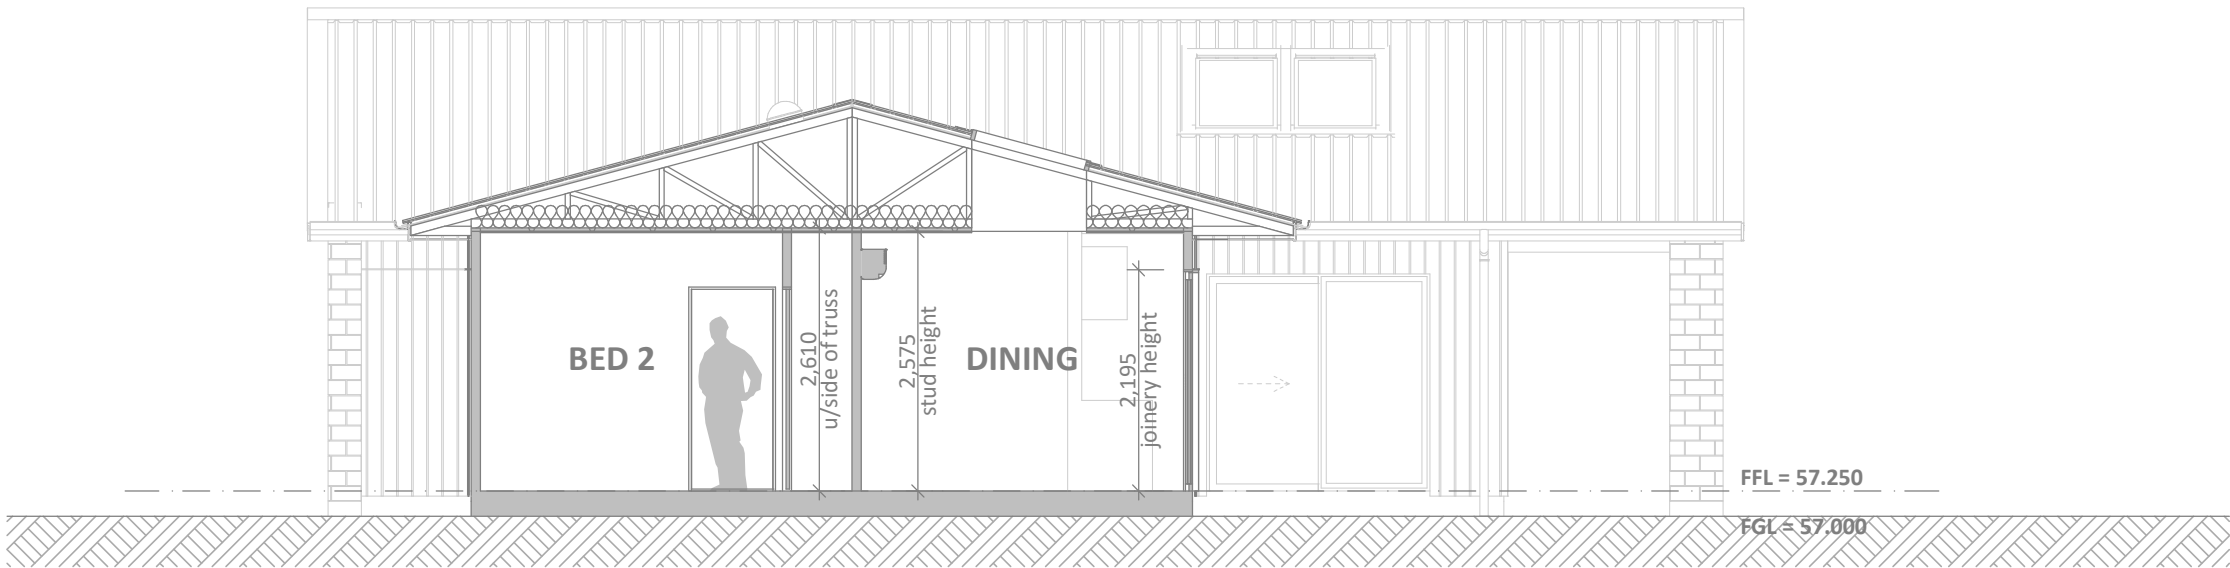 BED 2
2,610
u/side of truss
2,575
stud height
DINING
2,195
joinery height
FFL = 57.250
FGL = 57.000